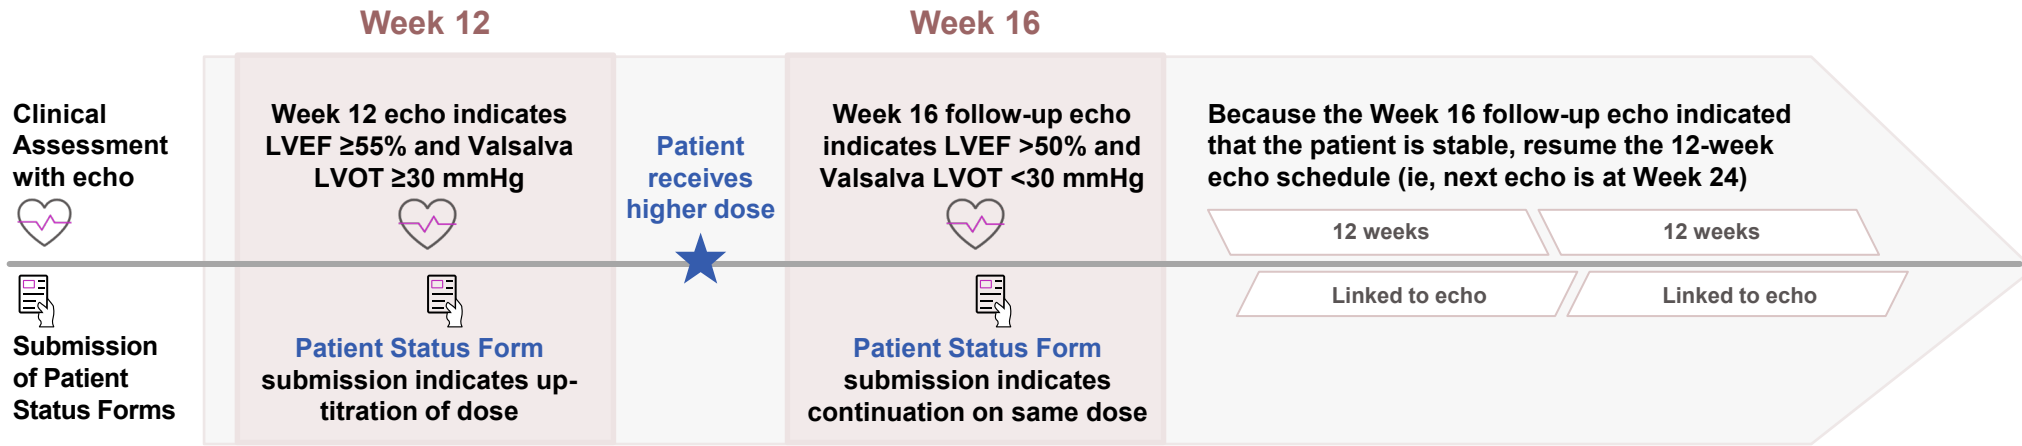 Week 12
Week 16
Clinical
Assessment
with echo
Week 12 echo indicates
LVEF ≥55% and Valsalva
LVOT ≥30 mmHg
Patient
receives
higher dose
Week 16 follow-up echo
indicates LVEF >50% and
Valsalva LVOT <30 mmHg
Because the Week 16 follow-up echo indicated
that the patient is stable, resume the 12-week
echo schedule (ie, next echo is at Week 24)
12 weeks
12 weeks
Linked to echo
Linked to echo
Submission
of Patient
Status Forms
Patient Status Form
submission indicates up-
titration of dose
Patient Status Form
submission indicates
continuation on same dose